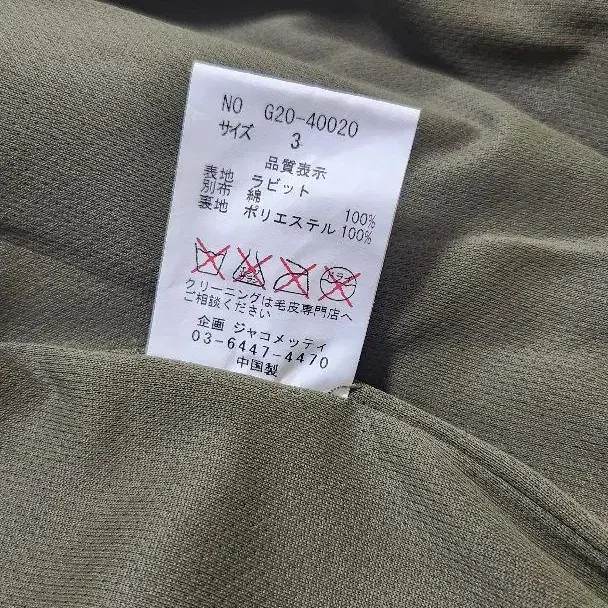 NO G20-40020
サイズ 3
品質表示
表地 ラビット
別布 綿 100%
裏地 ポリエステル 100%
クリーニングは毛皮専門店へ
ご相談ください
企画 ジャコメッティ
03-6447-4470
中国製